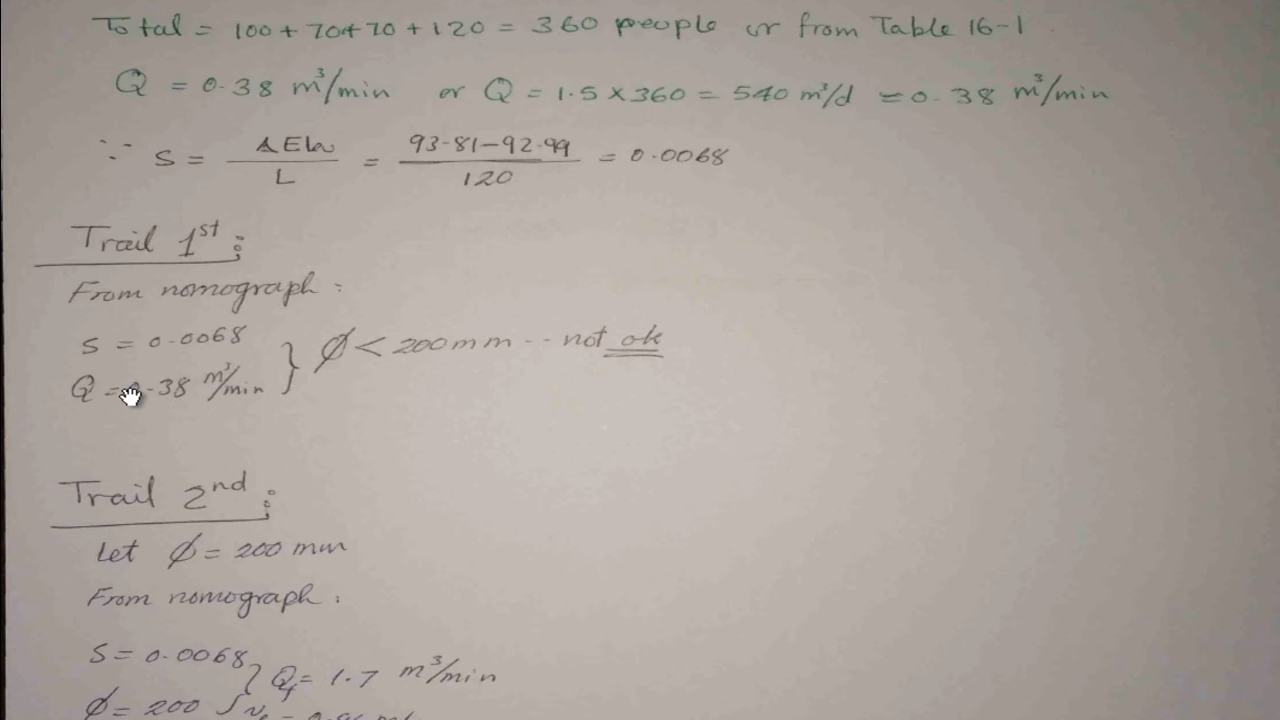 Total = 100 + 70 + 70 + 120 = 360 people or from Table 16-1
Q = 0.38 m³/min or Q = 1.5 × 360 = 540 m³/d = 0.38 m³/min
∵ S = ΔElev / L = 93.81 - 92.99 / 120 = 0.0068
Trail 1st :
From nomograph :
S = 0.0068
Q = 0.38 m³/min } ϕ < 200 mm -- not ok
Trail 2nd :
Let ϕ = 200 mm
From nomograph :
S = 0.0068
ϕ = 200 } Qf = 1.7 m³/min